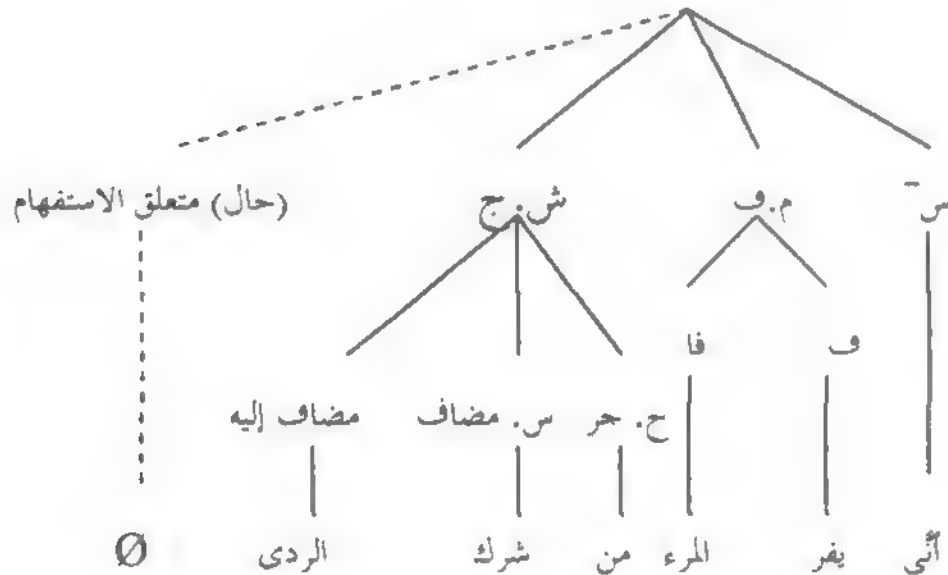 س̄ م.ف ش.ج (حال) متعلق الاستفهام
ف فا
ح. جر س. مضاف مضاف إليه
أنّى يفر المرء من شرك الردى Ø